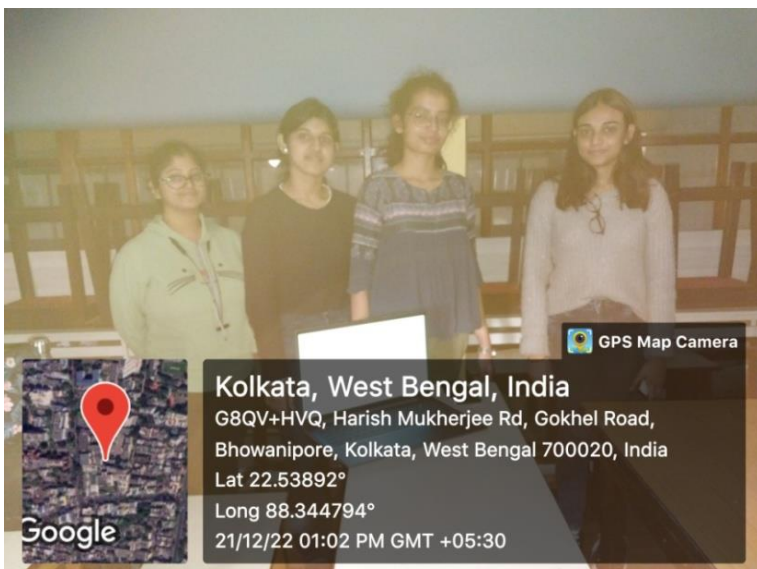 GPS Map Camera
Kolkata, West Bengal, India
G8QV+HVQ, Harish Mukherjee Rd, Gokhel Road,
Bhowanipore, Kolkata, West Bengal 700020, India
Lat 22.53892°
Long 88.344794°
21/12/22 01:02 PM GMT +05:30
Google